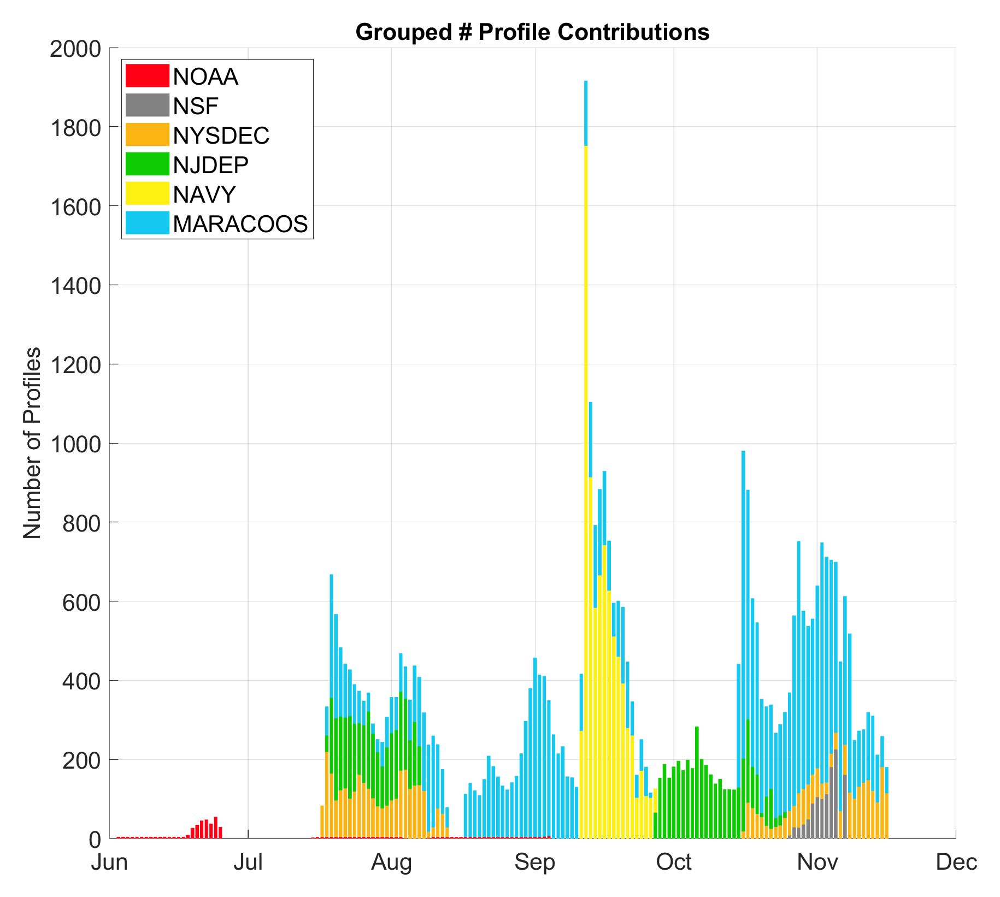 Grouped # Profile Contributions
2000
1800
1600
1400
1200
1000
800
600
400
200
0
Number of Profiles
NOAA
NSF
NYSDEC
NJDEP
NAVY
MARACOOS
Jun Jul Aug Sep Oct Nov Dec